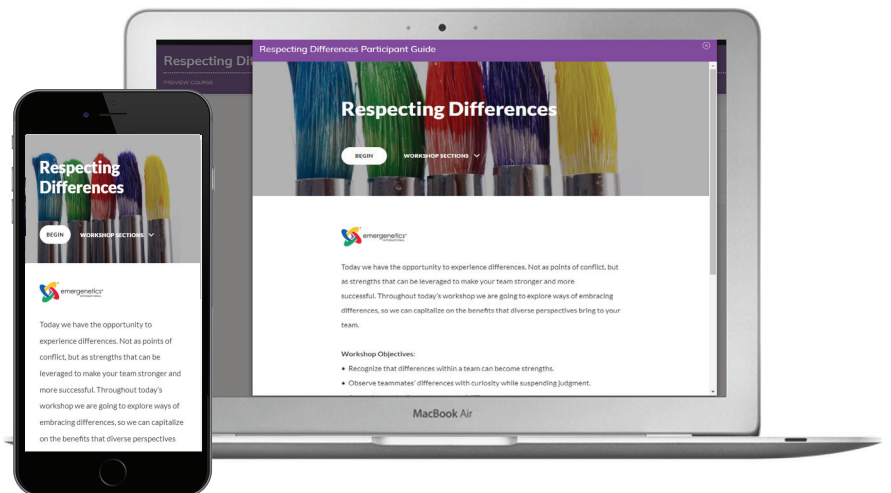 Respecting Dif
PREVIEW COURSE
Respecting Differences Participant Guide
Respecting Differences
BEGIN
WORKSHOP SECTIONS
emergenetics®
INTERNATIONAL
Today we have the opportunity to experience differences. Not as points of conflict, but
as strengths that can be leveraged to make your team stronger and more
successful. Throughout today's workshop we are going to explore ways of embracing
differences, so we can capitalize on the benefits that diverse perspectives bring to your
team.
Workshop Objectives:
• Recognize that differences within a team can become strengths.
• Observe teammates' differences with curiosity while suspending judgment.
MacBook Air
Respecting
Differences
BEGIN
WORKSHOP SECTIONS
emergenetics®
INTERNATIONAL
Today we have the opportunity to
experience differences. Not as points of
conflict, but as strengths that can be
leveraged to make your team stronger and
more successful. Throughout today's
workshop we are going to explore ways of
embracing differences, so we can capitalize
on the benefits that diverse perspectives